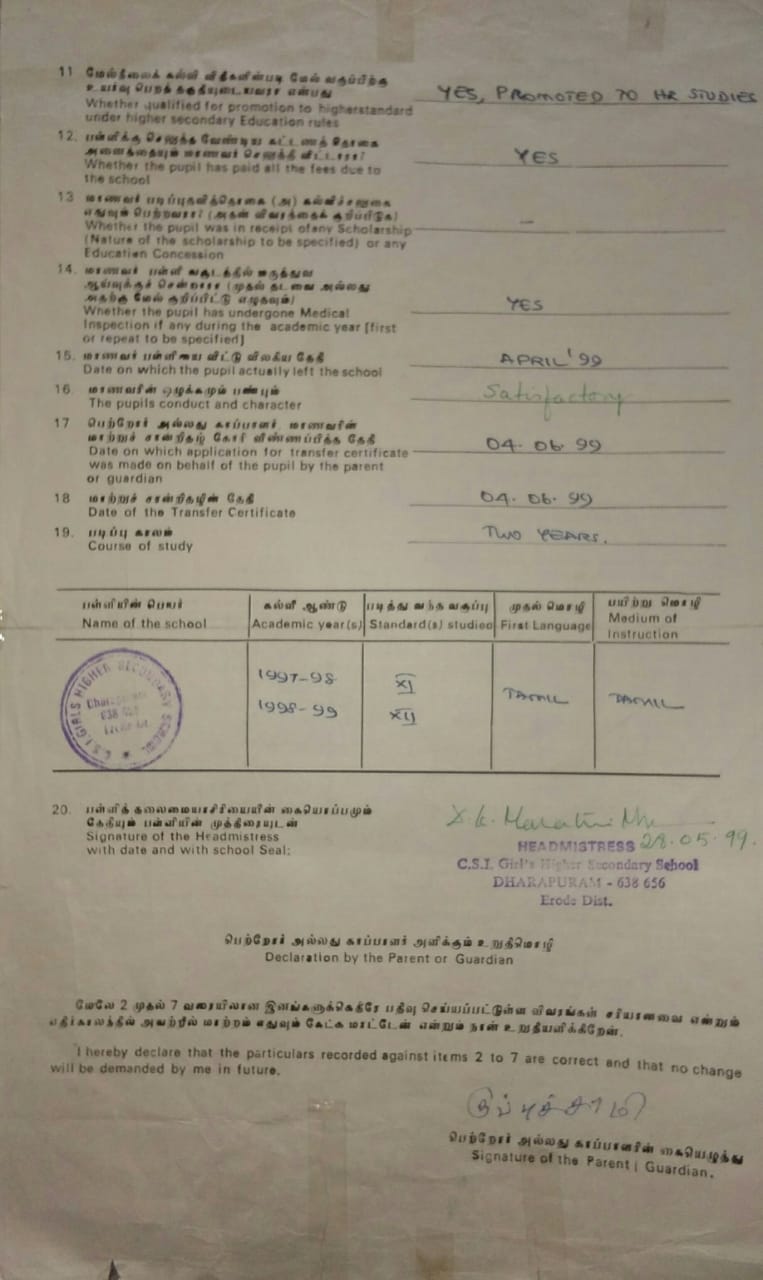 11 மேல்நிலைக் கல்வி விதிகளின்படி மேல் வகுப்பிற்கு
உயர்வு பெறத் தகுதியுடையவரா என்பது
Whether qualified for promotion to higherstandard
under higher secondary Education rules
YES, PROMOTED TO HR STUDIES
12. பள்ளிக்கு செலுத்த வேண்டிய கட்டணத் தொகை
அனைத்தையும் மாணவர் செலுத்தி விட்டாரா?
Whether the pupil has paid all the fees due to
the school
YES
13 மாணவர் படிப்புதவித்தொகை (அ) கல்விச்சலுகை
எதுவும் பெற்றவரா? (அதன் விவரத்தைக் குறிப்பிடுக)
Whether the pupil was in receipt ofany Scholarship
(Nature of the scholarship to be specified) or any
Education Concession
–
14. மாணவர் பள்ளி வருடத்தில் மருத்துவ
ஆய்வுக்குச் சென்றாரா (முதல் தடவை அல்லது
அதற்கு மேல் குறிப்பிட்டு எழுதவும்)
Whether the pupil has undergone Medical
Inspection if any during the academic year [first
or repeat to be specified]
YES
15. மாணவர் பள்ளியை விட்டு விலகிய தேதி
Date on which the pupil actually left the school
APRIL '99
16. மாணவரின் ஒழுக்கமும் பண்பும்
The pupils conduct and character
Satisfactory
17 பெற்றோர் அல்லது காப்பாளர், மாணவரின்
மாற்றுச் சான்றிதழ் கோரி விண்ணப்பித்த தேதி
Date on which application for transfer certificate
was made on behalf of the pupil by the parent
or guardian
04. 06. 99
18 மாற்றுச் சான்றிதழின் தேதி
Date of the Transfer Certificate
04. 06. 99
19. படிப்பு காலம்
Course of study
TWO YEARS.
பள்ளியின் பெயர் கல்வீ ஆண்டு படித்து வந்த வகுப்பு முதல் மொழி பயிற்று மொழி
Name of the school Academic year(s) Standard(s) studied First Language Medium of
Instruction
C.S.I. GIRLS HIGHER SECONDARY SCHOOL
1997-98 XI TAMIL TAMIL
1998-99 XII
20. பள்ளித் தலைமையாசிரியையின் கையொப்பமும்
தேதியும் பள்ளியின் முத்திரையுடன்
Signature of the Headmistress
with date and with school Seal:
28.05.99.
HEADMISTRESS
C.S.I. Girl's Higher Secondary School
DHARAPURAM - 638 656
Erode Dist.
பெற்றோர் அல்லது காப்பாளர் அளிக்கும் உறுதிமொழி
Declaration by the Parent or Guardian
மேலே 2 முதல் 7 வரையிலான இனங்களுக்கெதிரே பதிவு செய்யப்பட்டுள்ள விவரங்கள் சரியானவை என்றும்
எதிர்காலத்தில் அவற்றில் மாற்றம் எதுவும் கேட்க மாட்டேன் என்றும் நான் உறுதியளிக்கிறேன்.
I hereby declare that the particulars recorded against items 2 to 7 are correct and that no change
will be demanded by me in future.
குப்புச்சாமி
பெற்றோர் அல்லது காப்பாளரின் கையெழுத்து
Signature of the Parent | Guardian.